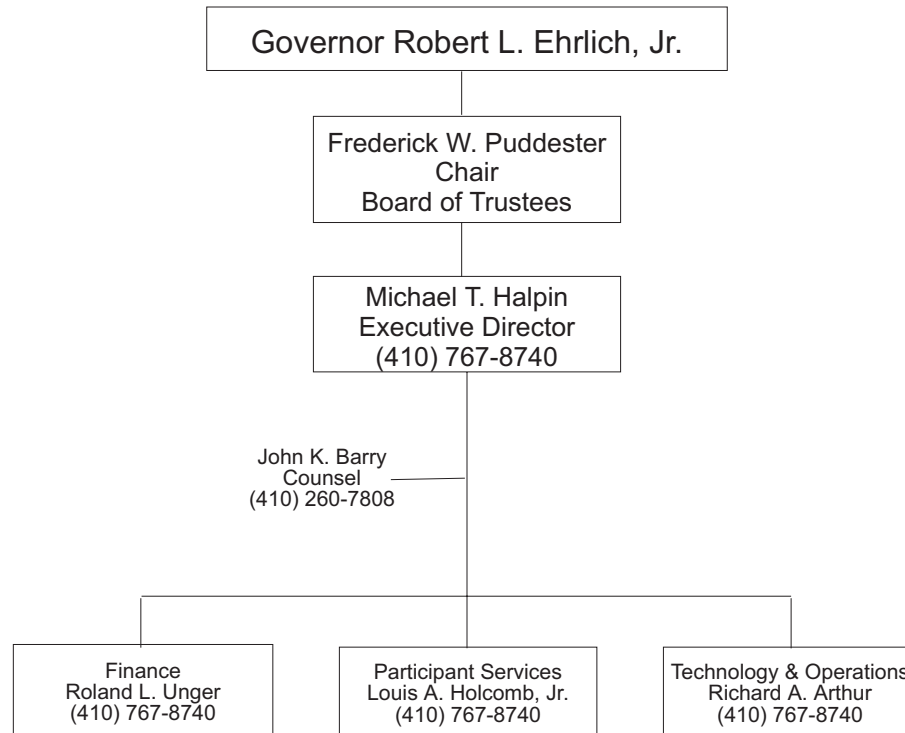 Governor Robert L. Ehrlich, Jr.
Frederick W. Puddester
Chair
Board of Trustees
Michael T. Halpin
Executive Director
(410) 767-8740
John K. Barry
Counsel
(410) 260-7808
Finance
Roland L. Unger
(410) 767-8740
Participant Services
Louis A. Holcomb, Jr.
(410) 767-8740
Technology & Operations
Richard A. Arthur
(410) 767-8740